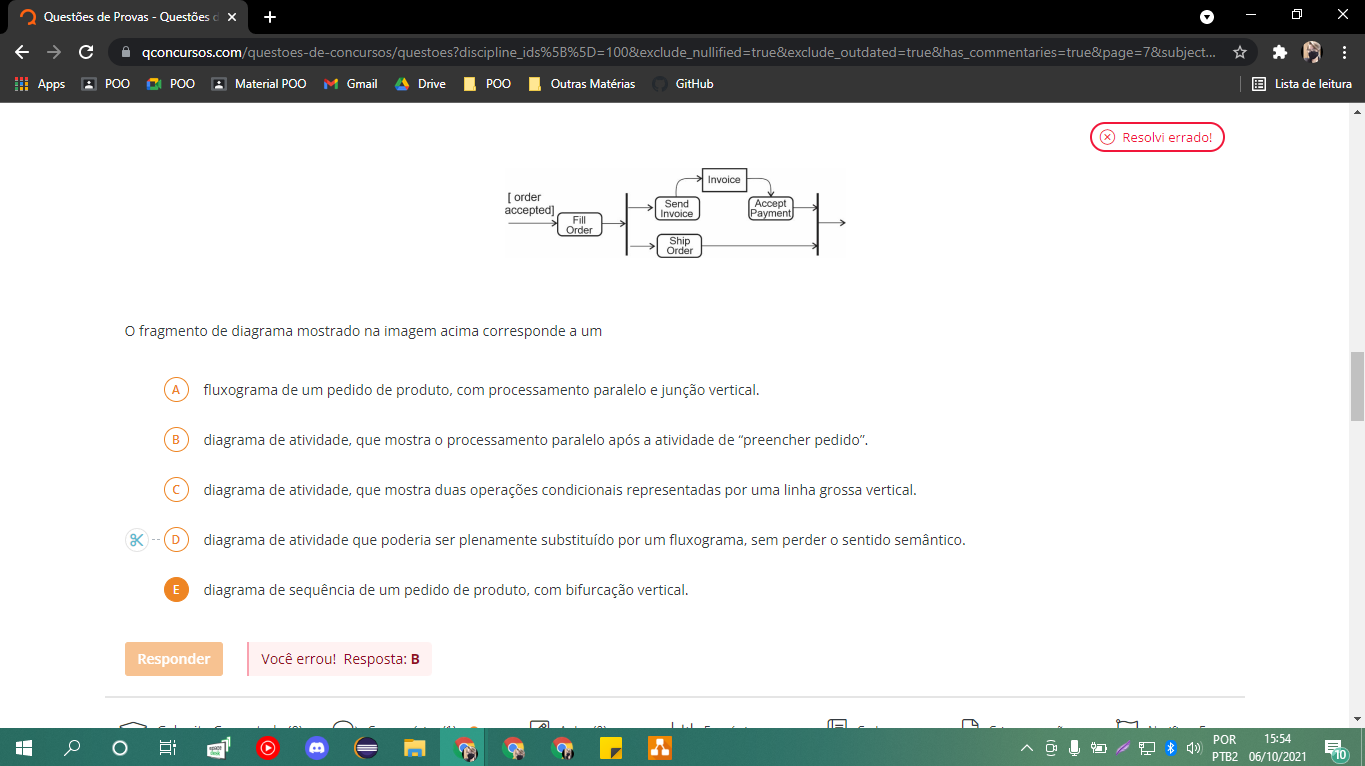 Questões de Provas - Questões d
qconcursos.com/questoes-de-concursos/questoes?discipline_ids%5B%5D=100&exclude_nullified=true&exclude_outdated=true&has_commentaries=true&page=7&subject...
Apps POO POO Material POO Gmail Drive POO Outras Matérias GitHub Lista de leitura
Resolvi errado!
[ order
accepted]
Fill
Order
Send
Invoice
Invoice
Accept
Payment
Ship
Order
O fragmento de diagrama mostrado na imagem acima corresponde a um
A fluxograma de um pedido de produto, com processamento paralelo e junção vertical.
B diagrama de atividade, que mostra o processamento paralelo após a atividade de “preencher pedido”.
C diagrama de atividade, que mostra duas operações condicionais representadas por uma linha grossa vertical.
D diagrama de atividade que poderia ser plenamente substituído por um fluxograma, sem perder o sentido semântico.
E diagrama de sequência de um pedido de produto, com bifurcação vertical.
Responder Você errou! Resposta: B
POR 15:54
PTB2 06/10/2021
10